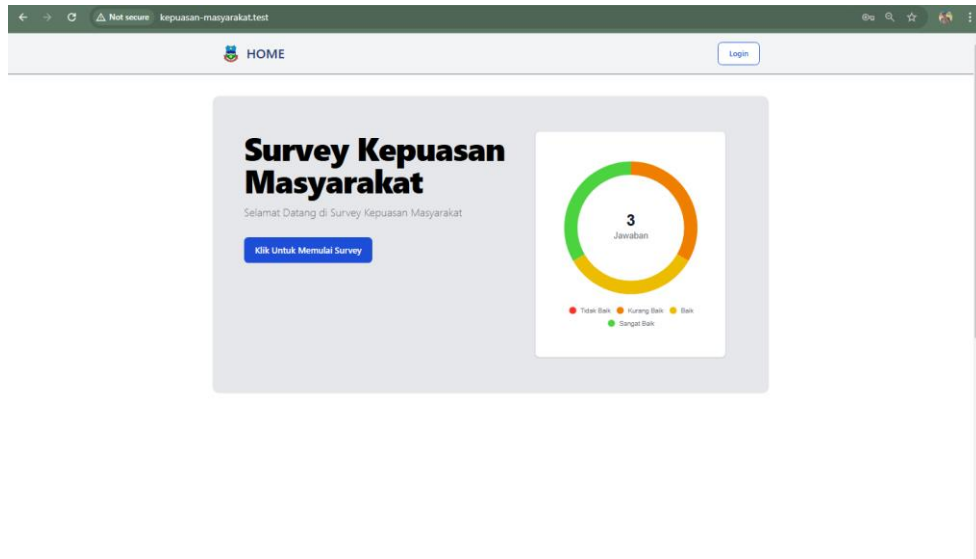 Not secure kepuasan-masyarakat.test
HOME
Login
Survey Kepuasan
Masyarakat
Selamat Datang di Survey Kepuasan Masyarakat
Klik Untuk Memulai Survey
3
Jawaban
Tidak Baik Kurang Baik Baik
Sangat Baik